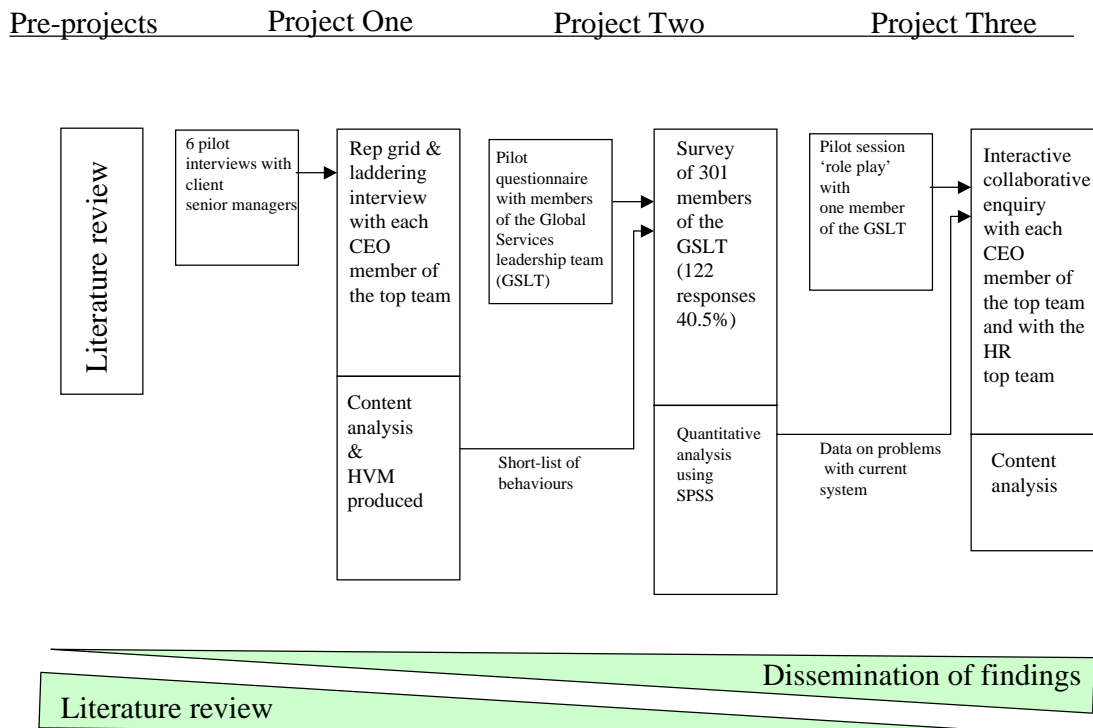 Pre-projects
Project One
Project Two
Project Three
Literature review
6 pilot
interviews with
client
senior managers
Rep grid &
laddering
interview
with each
CEO
member of
the top team
Content
analysis
&
HVM
produced
Pilot
questionnaire
with members
of the Global
Services
leadership team
(GSLT)
Short-list of
behaviours
Survey
of 301
members
of the
GSLT
(122
responses
40.5%)
Quantitative
analysis
using
SPSS
Pilot session
‘role play’
with
one member
of the GSLT
Data on problems
with current
system
Interactive
collaborative
enquiry
with each
CEO
member of
the top team
and with the
HR
top team
Content
analysis
Dissemination of findings
Literature review